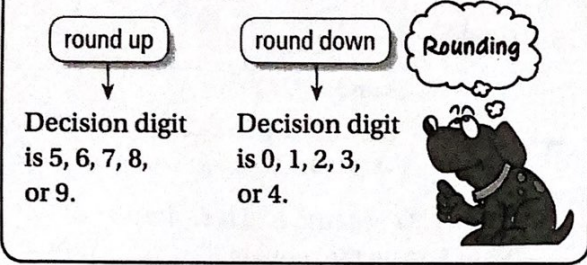 round up
Decision digit
is 5, 6, 7, 8,
or 9.
round down
Decision digit
is 0, 1, 2, 3,
or 4.
Rounding